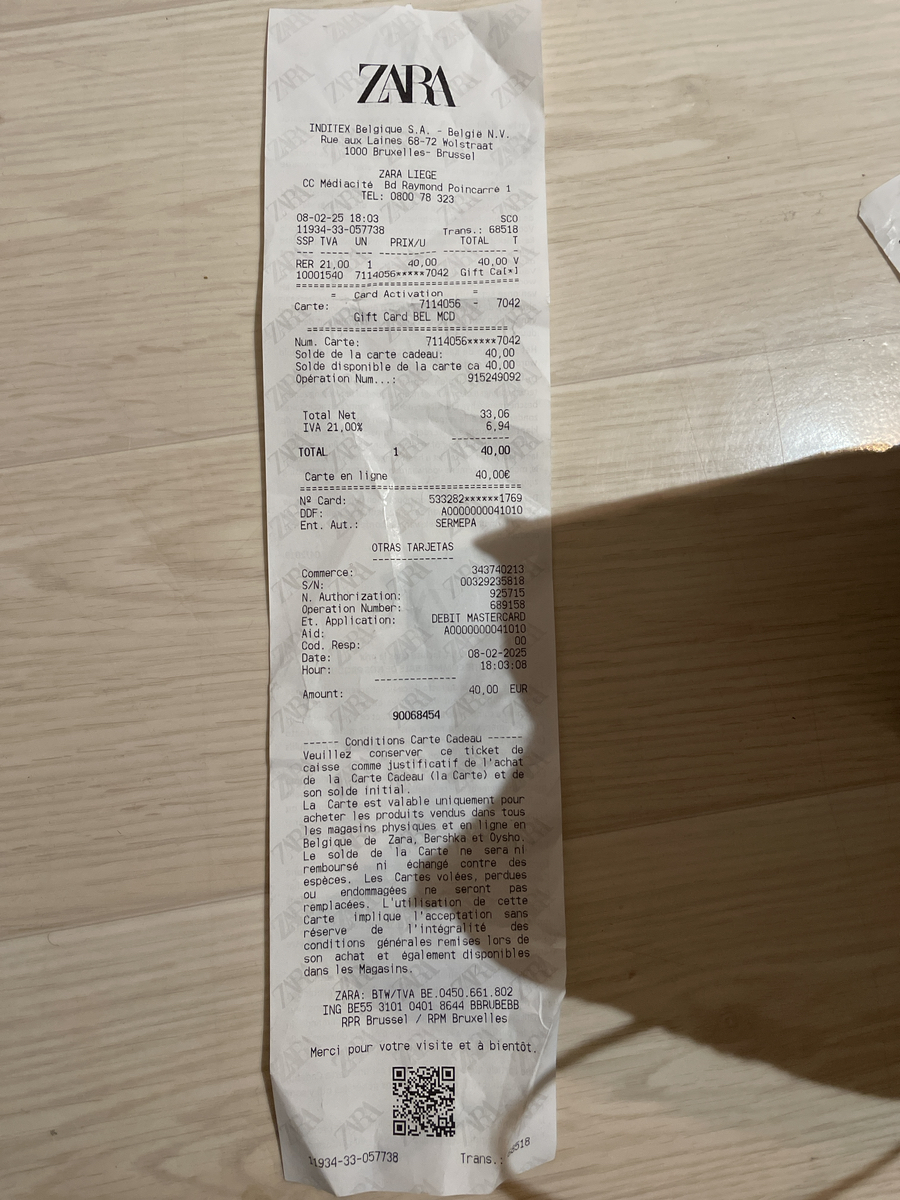 ZARA
INDITEX Belgique S.A. - Belgie N.V.
Rue aux Laines 68-72 Wolstraat
1000 Bruxelles- Brussel
ZARA LIEGE
CC Médiacité Bd Raymond Poincarré 1
TEL: 0800 78 323
08-02-25 18:03 SCO
11934-33-057738 Trans.: 68518
SSP TVA UN PRIX/U TOTAL T
--- --- --- ---------- ---------- -
RER 21,00 1 40,00 40,00 V
10001540 7114056*****7042 Gift Ca[*]
====================================
= Card Activation =
Carte: 7114056 - 7042
Gift Card BEL MCD
================================
Num. Carte: 7114056*****7042
Solde de la carte cadeau: 40,00
Solde disponible de la carte ca 40,00
Opération Num...: 915249092
Total Net 33,06
IVA 21,00% 6,94
----------
TOTAL 1 40,00
Carte en ligne 40,00€
====================================
Nº Card: 533282******1769
DDF: A0000000041010
Ent. Aut.: SERMEPA
OTRAS TARJETAS
--------------
Commerce: 343740213
S/N: 00329235818
N. Authorization: 925715
Operation Number: 689158
Et. Application: DEBIT MASTERCARD
Aid: A0000000041010
Cod. Resp: 00
Date: 08-02-2025
Hour: 18:03:08
--------------
Amount: 40,00 EUR
90068454
------ Conditions Carte Cadeau ------
Veuillez conserver ce ticket de
caisse comme justificatif de l'achat
de la Carte Cadeau (la Carte) et de
son solde initial.
La Carte est valable uniquement pour
acheter les produits vendus dans tous
les magasins physiques et en ligne en
Belgique de Zara, Bershka et Oysho.
Le solde de la Carte ne sera ni
remboursé ni échangé contre des
espèces. Les Cartes volées, perdues
ou endommagées ne seront pas
remplacées. L'utilisation de cette
Carte implique l'acceptation sans
réserve de l'intégralité des
conditions générales remises lors de
son achat et également disponibles
dans les Magasins.
ZARA: BTW/TVA BE.0450.661.802
ING BE55 3101 0401 8644 BBRUBEBB
RPR Brussel / RPM Bruxelles
Merci pour votre visite et à bientôt.
11934-33-057738 Trans.: 68518